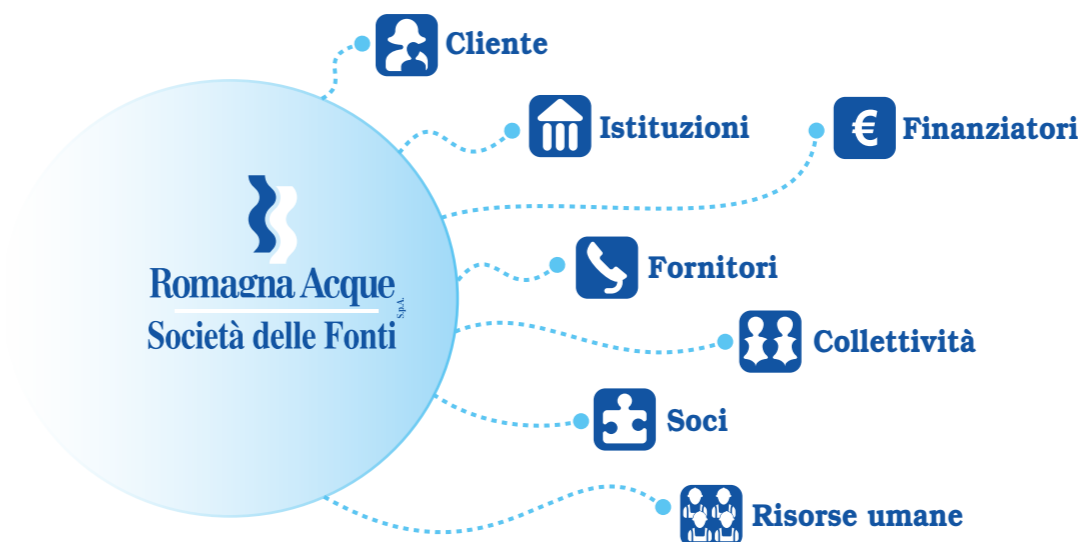 Cliente
Istituzioni
€ Finanziatori
Romagna Acque
S.p.A.
Società delle Fonti
Fornitori
Collettività
Soci
Risorse umane